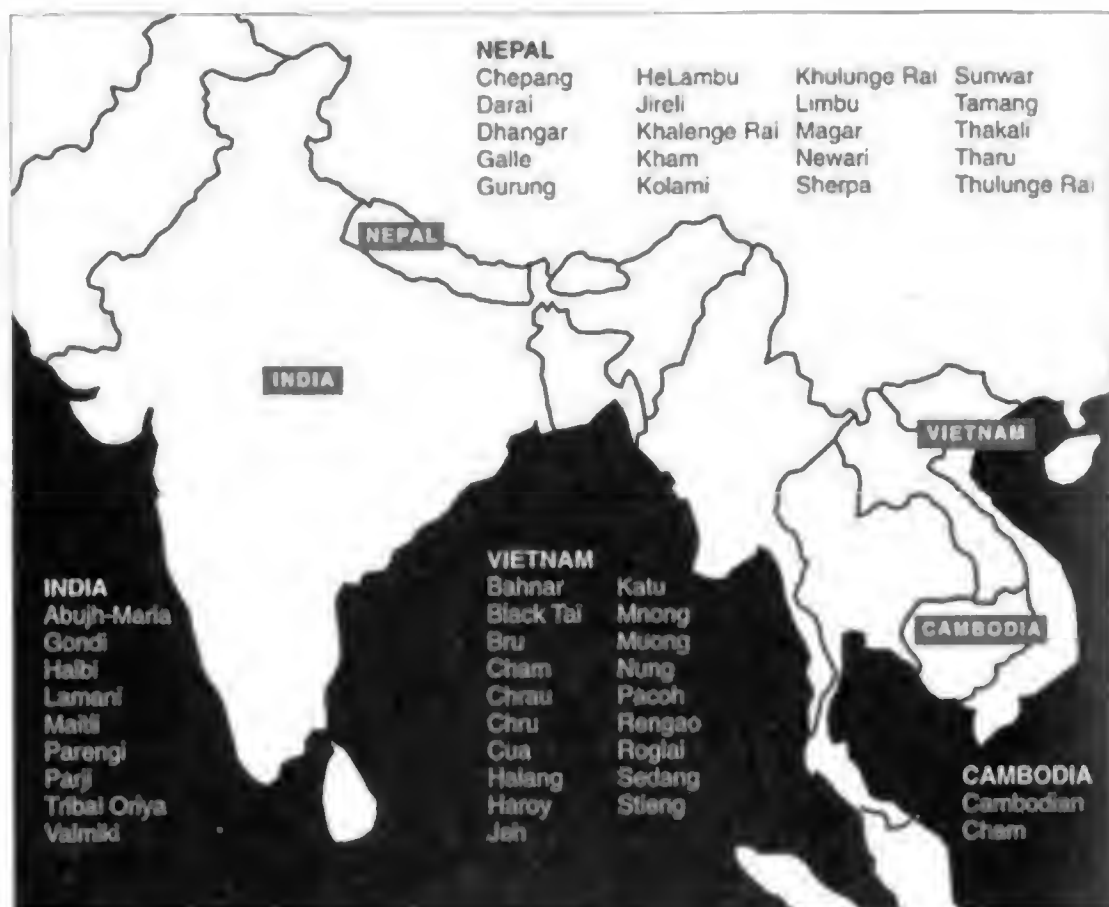 NEPAL
Chepang HeLambu Khulunge Rai Sunwar
Darai Jireli Limbu Tamang
Dhangar Khalenge Rai Magar Thakali
Galle Kham Newari Tharu
Gurung Kolami Sherpa Thulunge Rai
NEPAL
INDIA
VIETNAM
CAMBODIA
INDIA
Abujh-Maria
Gondi
Halbi
Lamani
Parengi
Parji
Tribal Oriya
Valmiki
VIETNAM
Bahnar Katu
Black Tai Mnong
Bru Muong
Cham Nung
Chrau Pacoh
Chru Rengao
Cua Roglai
Halang Sedang
Haroy Stieng
Jeh
CAMBODIA
Cambodian
Cham